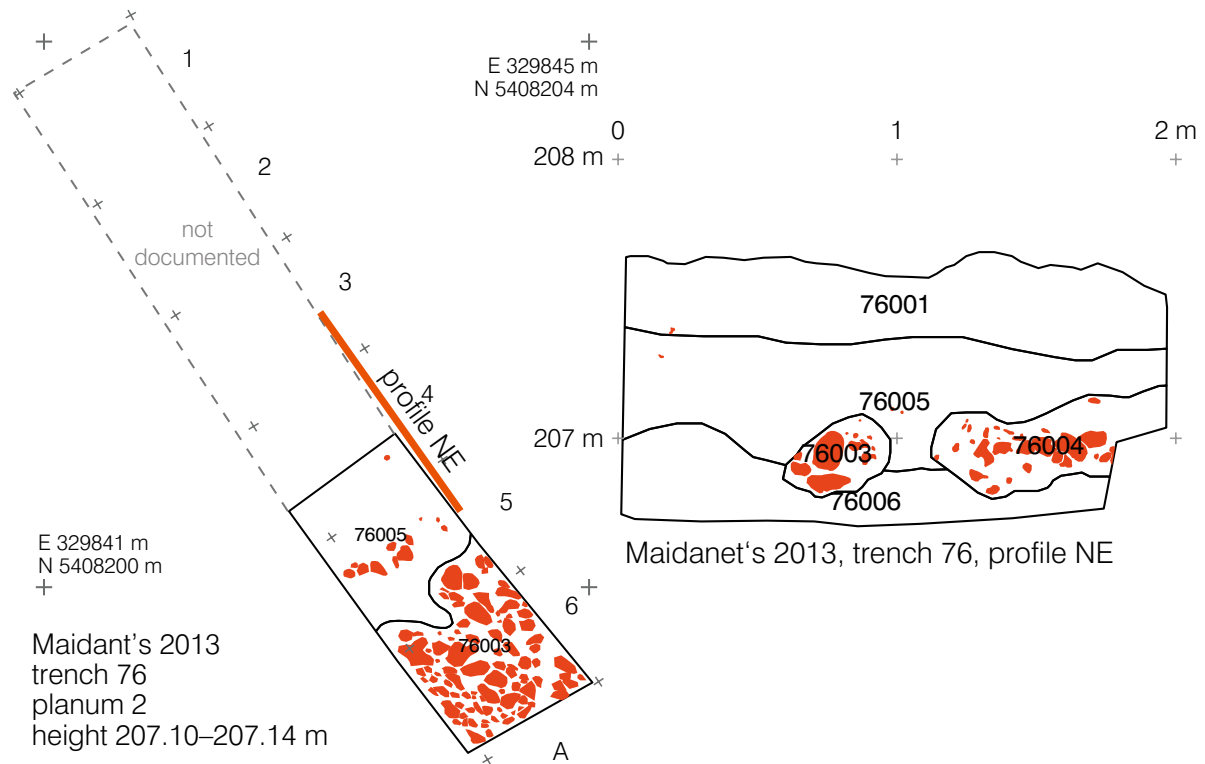 1
2
3
4
5
6
A
not
documented
profile NE
76005
76003
E 329845 m
N 5408204 m
E 329841 m
N 5408200 m
Maidant’s 2013
trench 76
planum 2
height 207.10–207.14 m
0 1 2 m
208 m
207 m
76001
76005
76003
76004
76006
Maidanet‘s 2013, trench 76, profile NE